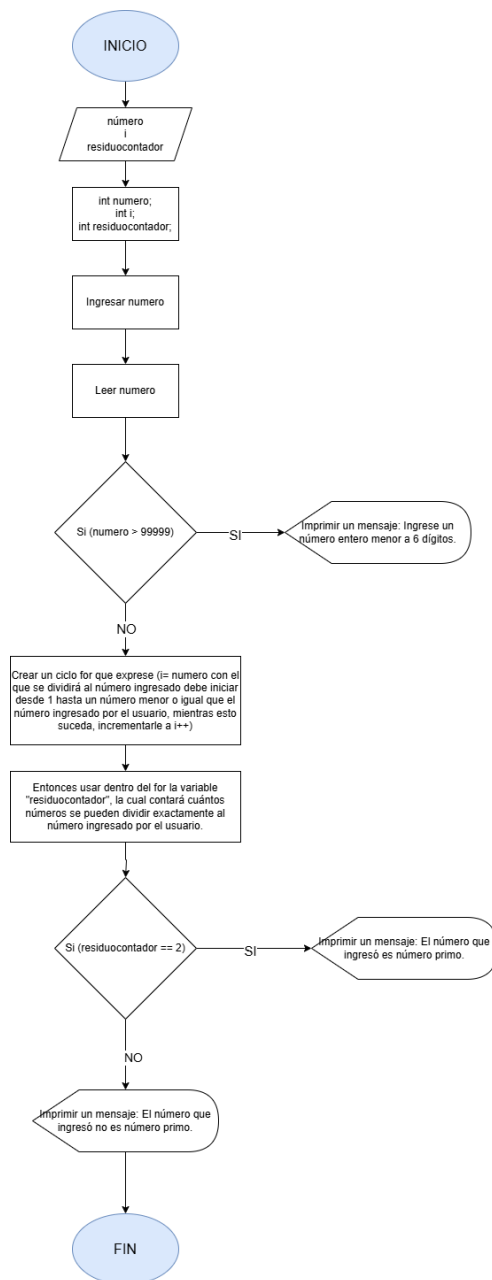 INICIO
número
i
residuocontador
int numero;
int i;
int residuocontador;
Ingresar numero
Leer numero
Si (numero > 99999)
SI
Imprimir un mensaje: Ingrese un
número entero menor a 6 dígitos.
NO
Crear un ciclo for que exprese (i= numero con el
que se dividirá al número ingresado debe iniciar
desde 1 hasta un número menor o igual que el
número ingresado por el usuario, mientras esto
suceda, incrementarle a i++)
Entonces usar dentro del for la variable
"residuocontador", la cual contará cuántos
números se pueden dividir exactamente al
número ingresado por el usuario.
Si (residuocontador == 2)
SI
Imprimir un mensaje: El número que
ingresó es número primo.
NO
Imprimir un mensaje: El número que
ingresó no es número primo.
FIN